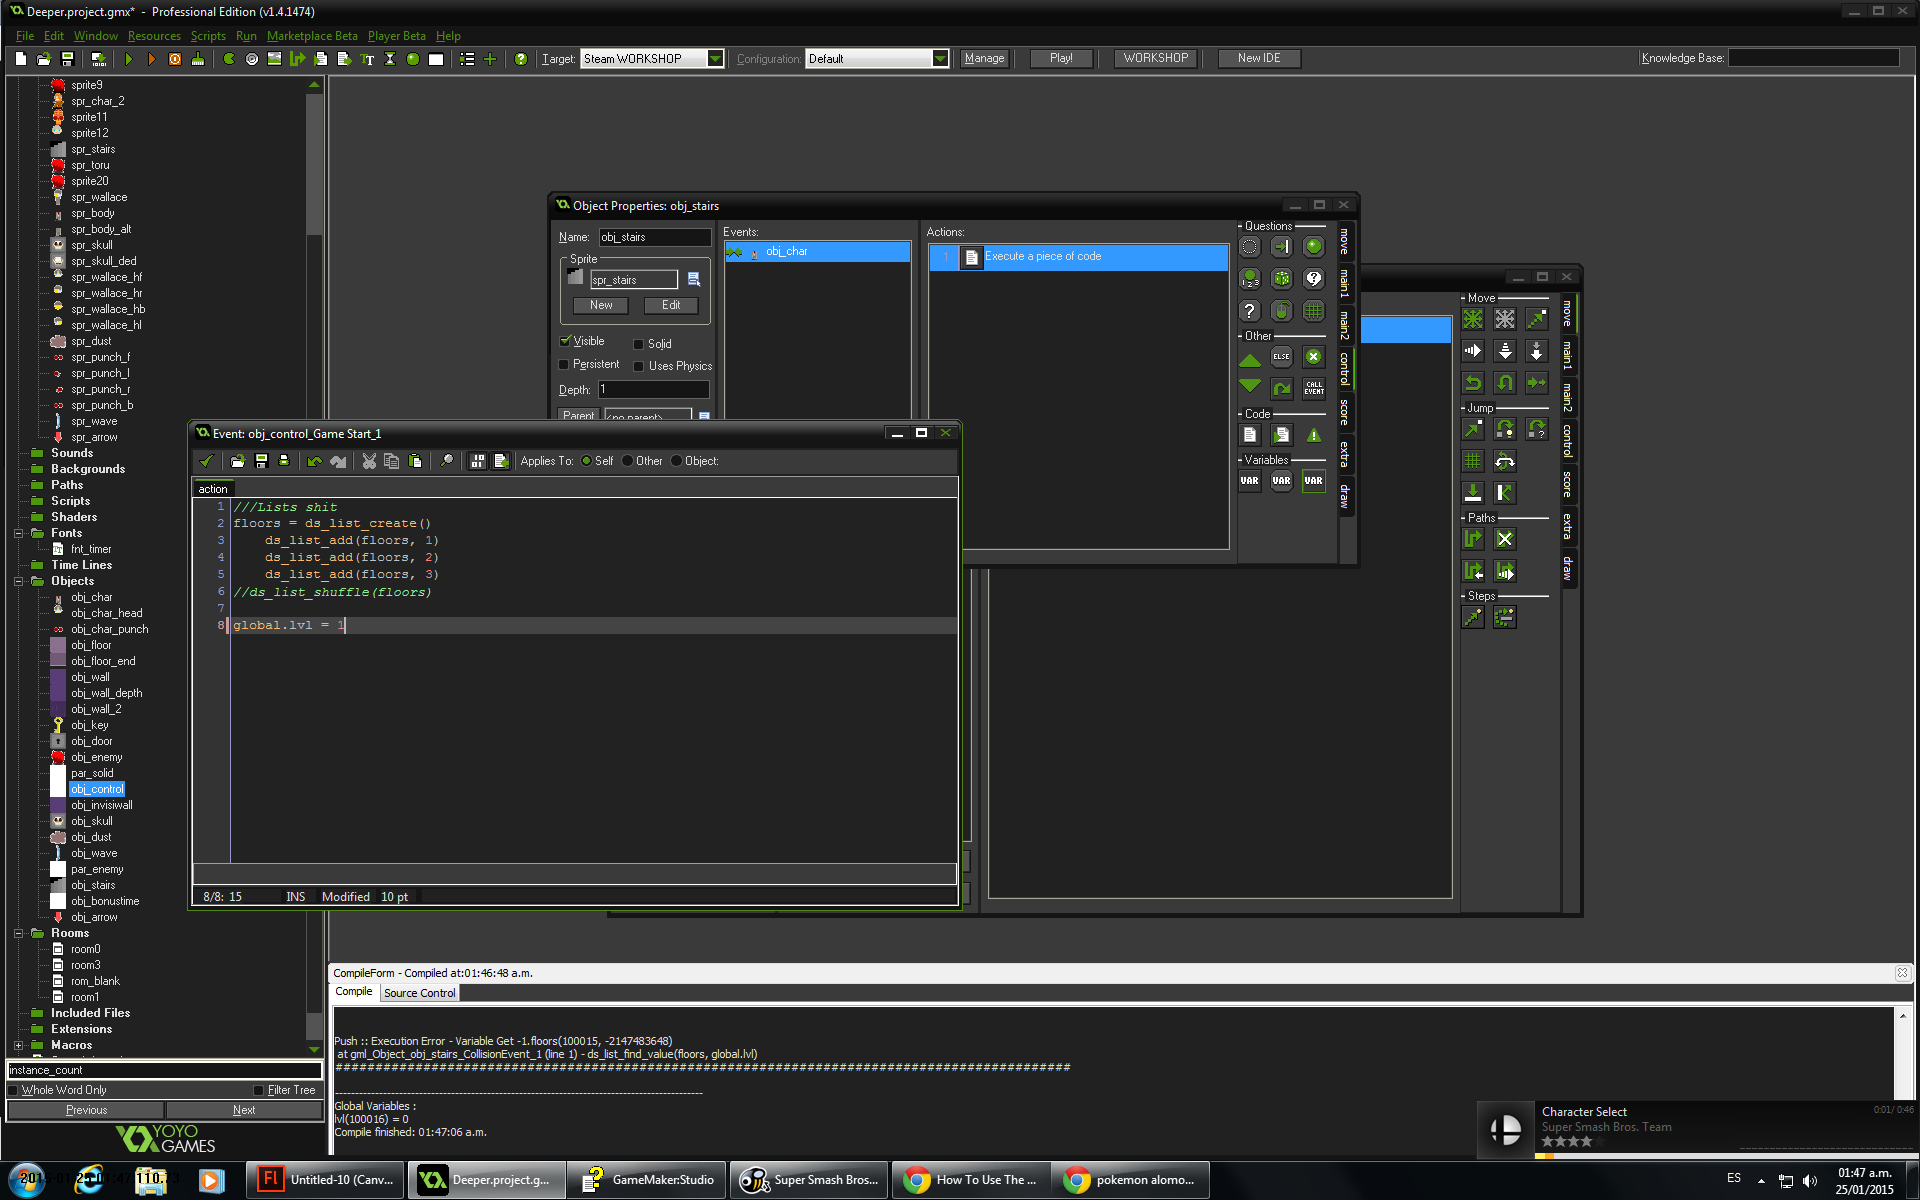 Deeper.project.gmx* - Professional Edition (v1.4.1474)
File Edit Window Resources Scripts Run Marketplace Beta Player Beta Help
Target: Steam WORKSHOP Configuration: Default Manage Play! WORKSHOP New IDE Knowledge Base:
sprite9
spr_char_2
sprite11
sprite12
spr_stairs
spr_toru
sprite20
spr_wallace
spr_body
spr_body_alt
spr_skull
spr_skull_ded
spr_wallace_hf
spr_wallace_hr
spr_wallace_hb
spr_wallace_hl
spr_dust
spr_punch_f
spr_punch_l
spr_punch_r
spr_punch_b
spr_wave
spr_arrow
Sounds
Backgrounds
Paths
Scripts
Shaders
Fonts
fnt_timer
Time Lines
Objects
obj_char
obj_char_head
obj_char_punch
obj_floor
obj_floor_end
obj_wall
obj_wall_depth
obj_wall_2
obj_key
obj_door
obj_enemy
par_solid
obj_control
obj_invisiwall
obj_skull
obj_dust
obj_wave
par_enemy
obj_stairs
obj_bonustime
obj_arrow
Rooms
room0
room3
rom_blank
room1
Included Files
Extensions
Macros
instance_count
Whole Word Only Filter Tree
Previous Next
YOYO
GAMES
Object Properties: obj_stairs
Name: obj_stairs
Sprite
spr_stairs
New Edit
Visible Solid
Persistent Uses Physics
Depth: 1
Parent <no parent>
Events:
obj_char
Actions:
1 Execute a piece of code
Questions
1 2 3
Other
ELSE
CALL EVENT
Code
Variables
VAR VAR VAR
move
main1
main2
control
score
extra
draw
Move
Jump
Paths
Steps
move
main1
main2
control
score
extra
draw
Event: obj_control_Game Start_1
Applies To: Self Other Object:
action
1 ///Lists shit
2 floors = ds_list_create()
3 ds_list_add(floors, 1)
4 ds_list_add(floors, 2)
5 ds_list_add(floors, 3)
6 //ds_list_shuffle(floors)
7
8 global.lvl = 1
8/8: 15 INS Modified 10 pt
CompileForm - Compiled at:01:46:48 a.m.
Compile Source Control
Push :: Execution Error - Variable Get -1.floors(100015, -2147483648)
at gml_Object_obj_stairs_CollisionEvent_1 (line 1) - ds_list_find_value(floors, global.lvl)
Global Variables :
lvl(100016) = 0
Compile finished: 01:47:06 a.m.
Character Select
Super Smash Bros. Team
0:01/ 0:46
Untitled-10 (Canv...
Deeper.project.g...
GameMaker:Studio
Super Smash Bros...
How To Use The ...
pokemon alomo...
ES
01:47 a.m.
25/01/2015